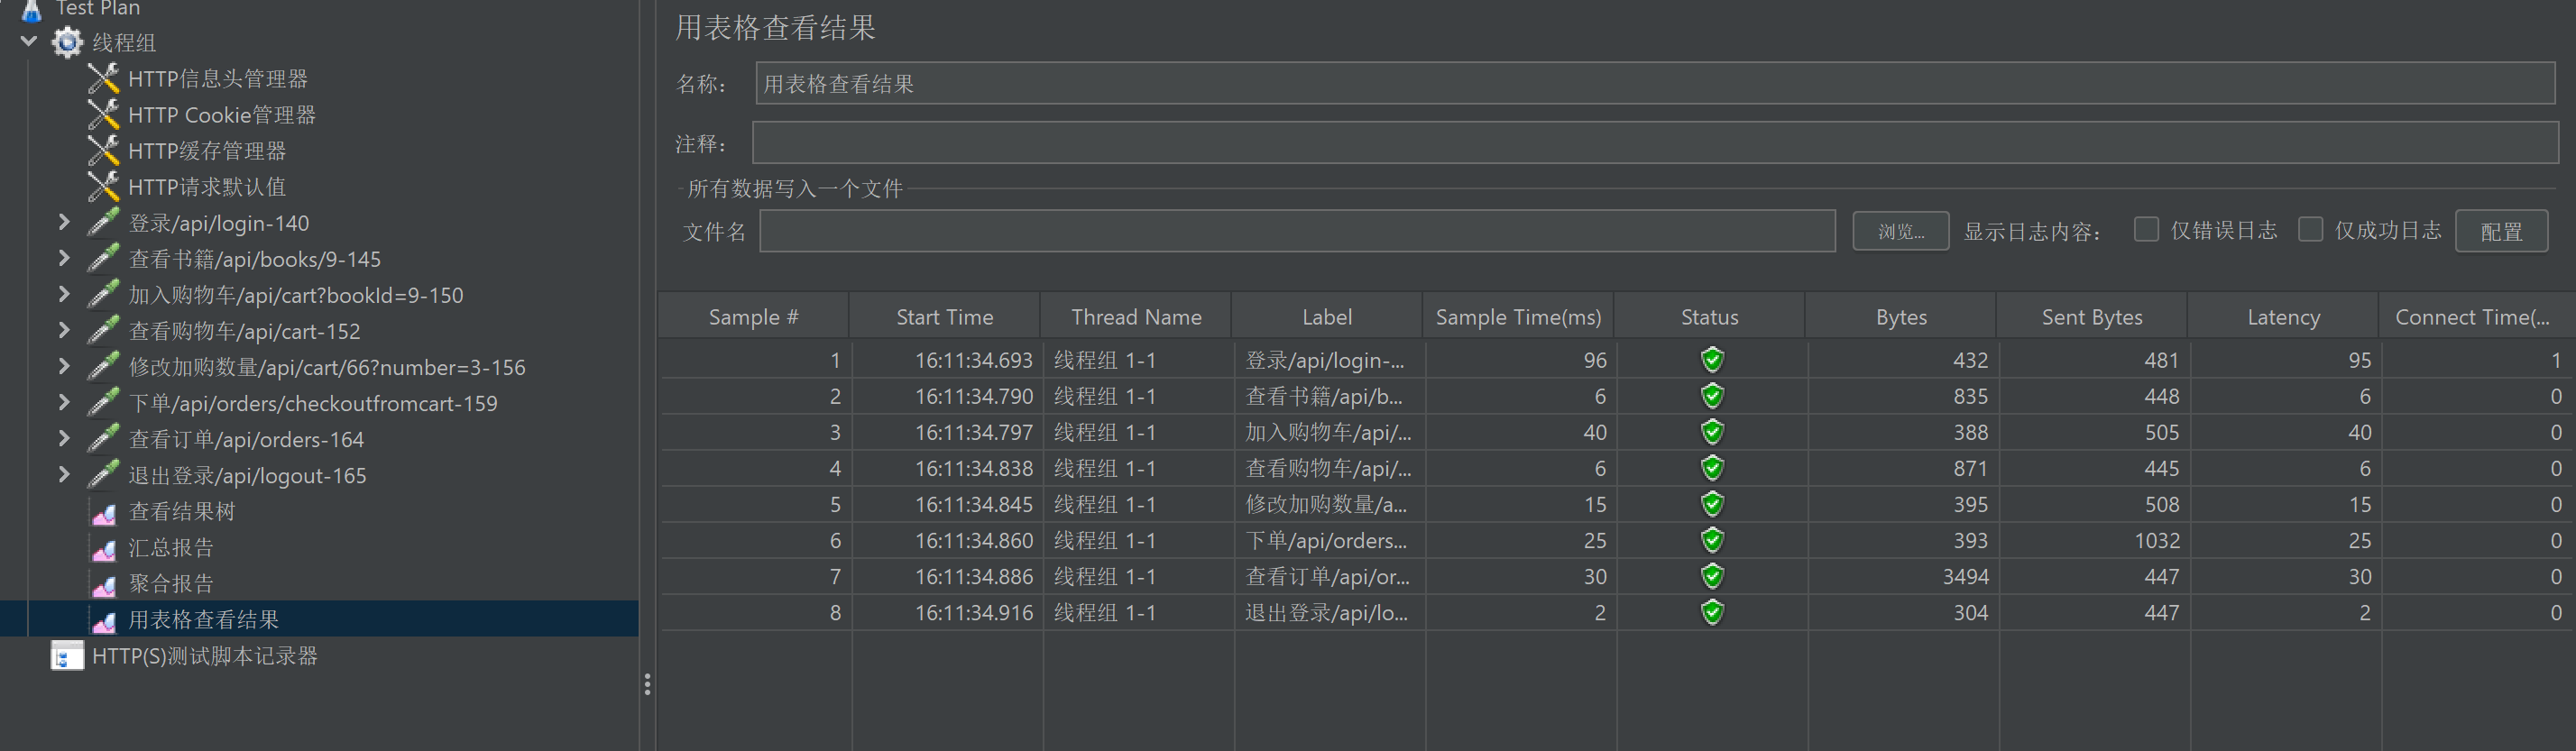 Test Plan
线程组
HTTP信息头管理器
HTTP Cookie管理器
HTTP缓存管理器
HTTP请求默认值
登录/api/login-140
查看书籍/api/books/9-145
加入购物车/api/cart?bookId=9-150
查看购物车/api/cart-152
修改加购数量/api/cart/66?number=3-156
下单/api/orders/checkoutfromcart-159
查看订单/api/orders-164
退出登录/api/logout-165
查看结果树
汇总报告
聚合报告
用表格查看结果
HTTP(S)测试脚本记录器
用表格查看结果
名称： 用表格查看结果
注释：
所有数据写入一个文件
文件名 浏览... 显示日志内容： 仅错误日志 仅成功日志 配置
Sample # Start Time Thread Name Label Sample Time(ms) Status Bytes Sent Bytes Latency Connect Time(...
1 16:11:34.693 线程组 1-1 登录/api/login-... 96 432 481 95 1
2 16:11:34.790 线程组 1-1 查看书籍/api/b... 6 835 448 6 0
3 16:11:34.797 线程组 1-1 加入购物车/api/... 40 388 505 40 0
4 16:11:34.838 线程组 1-1 查看购物车/api/... 6 871 445 6 0
5 16:11:34.845 线程组 1-1 修改加购数量/a... 15 395 508 15 0
6 16:11:34.860 线程组 1-1 下单/api/orders... 25 393 1032 25 0
7 16:11:34.886 线程组 1-1 查看订单/api/or... 30 3494 447 30 0
8 16:11:34.916 线程组 1-1 退出登录/api/lo... 2 304 447 2 0